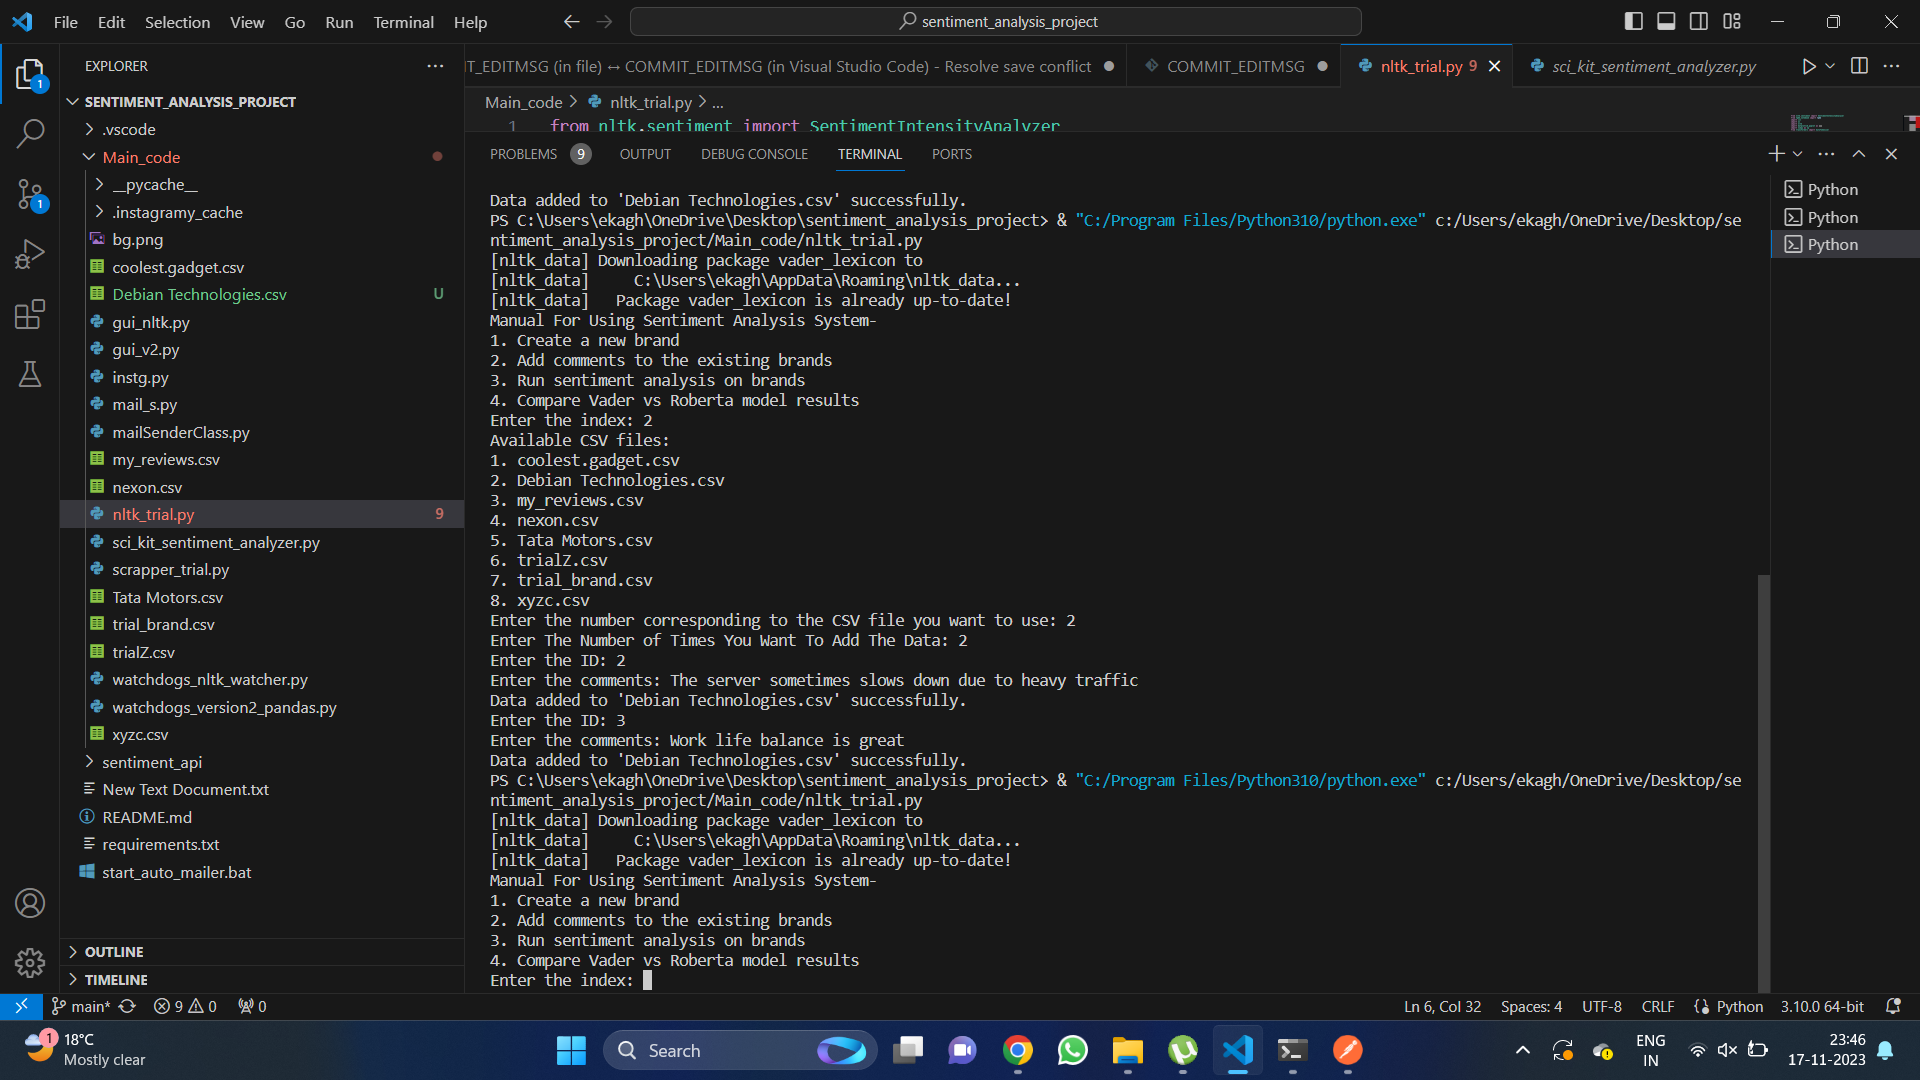 File Edit Selection View Go Run Terminal Help
sentiment_analysis_project
EXPLORER
SENTIMENT_ANALYSIS_PROJECT
.vscode
Main_code
__pycache__
.instagramy_cache
bg.png
coolest.gadget.csv
Debian Technologies.csv U
gui_nltk.py
gui_v2.py
instg.py
mail_s.py
mailSenderClass.py
my_reviews.csv
nexon.csv
nltk_trial.py 9
sci_kit_sentiment_analyzer.py
scrapper_trial.py
Tata Motors.csv
trial_brand.csv
trialZ.csv
watchdogs_nltk_watcher.py
watchdogs_version2_pandas.py
xyzc.csv
sentiment_api
New Text Document.txt
README.md
requirements.txt
start_auto_mailer.bat
OUTLINE
TIMELINE
1
1
T_EDITMSG (in file) ↔ COMMIT_EDITMSG (in Visual Studio Code) - Resolve save conflict
COMMIT_EDITMSG
nltk_trial.py 9
sci_kit_sentiment_analyzer.py
Main_code > nltk_trial.py > ...
1 from nltk.sentiment import SentimentIntensityAnalyzer
PROBLEMS 9 OUTPUT DEBUG CONSOLE TERMINAL PORTS
Data added to 'Debian Technologies.csv' successfully.
PS C:\Users\ekagh\OneDrive\Desktop\sentiment_analysis_project> & "C:/Program Files/Python310/python.exe" c:/Users/ekagh/OneDrive/Desktop/se
ntiment_analysis_project/Main_code/nltk_trial.py
[nltk_data] Downloading package vader_lexicon to
[nltk_data]     C:\Users\ekagh\AppData\Roaming\nltk_data...
[nltk_data]   Package vader_lexicon is already up-to-date!
Manual For Using Sentiment Analysis System-
1. Create a new brand
2. Add comments to the existing brands
3. Run sentiment analysis on brands
4. Compare Vader vs Roberta model results
Enter the index: 2
Available CSV files:
1. coolest.gadget.csv
2. Debian Technologies.csv
3. my_reviews.csv
4. nexon.csv
5. Tata Motors.csv
6. trialZ.csv
7. trial_brand.csv
8. xyzc.csv
Enter the number corresponding to the CSV file you want to use: 2
Enter The Number of Times You Want To Add The Data: 2
Enter the ID: 2
Enter the comments: The server sometimes slows down due to heavy traffic
Data added to 'Debian Technologies.csv' successfully.
Enter the ID: 3
Enter the comments: Work life balance is great
Data added to 'Debian Technologies.csv' successfully.
PS C:\Users\ekagh\OneDrive\Desktop\sentiment_analysis_project> & "C:/Program Files/Python310/python.exe" c:/Users/ekagh/OneDrive/Desktop/se
ntiment_analysis_project/Main_code/nltk_trial.py
[nltk_data] Downloading package vader_lexicon to
[nltk_data]     C:\Users\ekagh\AppData\Roaming\nltk_data...
[nltk_data]   Package vader_lexicon is already up-to-date!
Manual For Using Sentiment Analysis System-
1. Create a new brand
2. Add comments to the existing brands
3. Run sentiment analysis on brands
4. Compare Vader vs Roberta model results
Enter the index:
Python
Python
Python
main* 9 0 0
Ln 6, Col 32 Spaces: 4 UTF-8 CRLF Python 3.10.0 64-bit
1
18°C
Mostly clear
Search
ENG
IN
23:46
17-11-2023